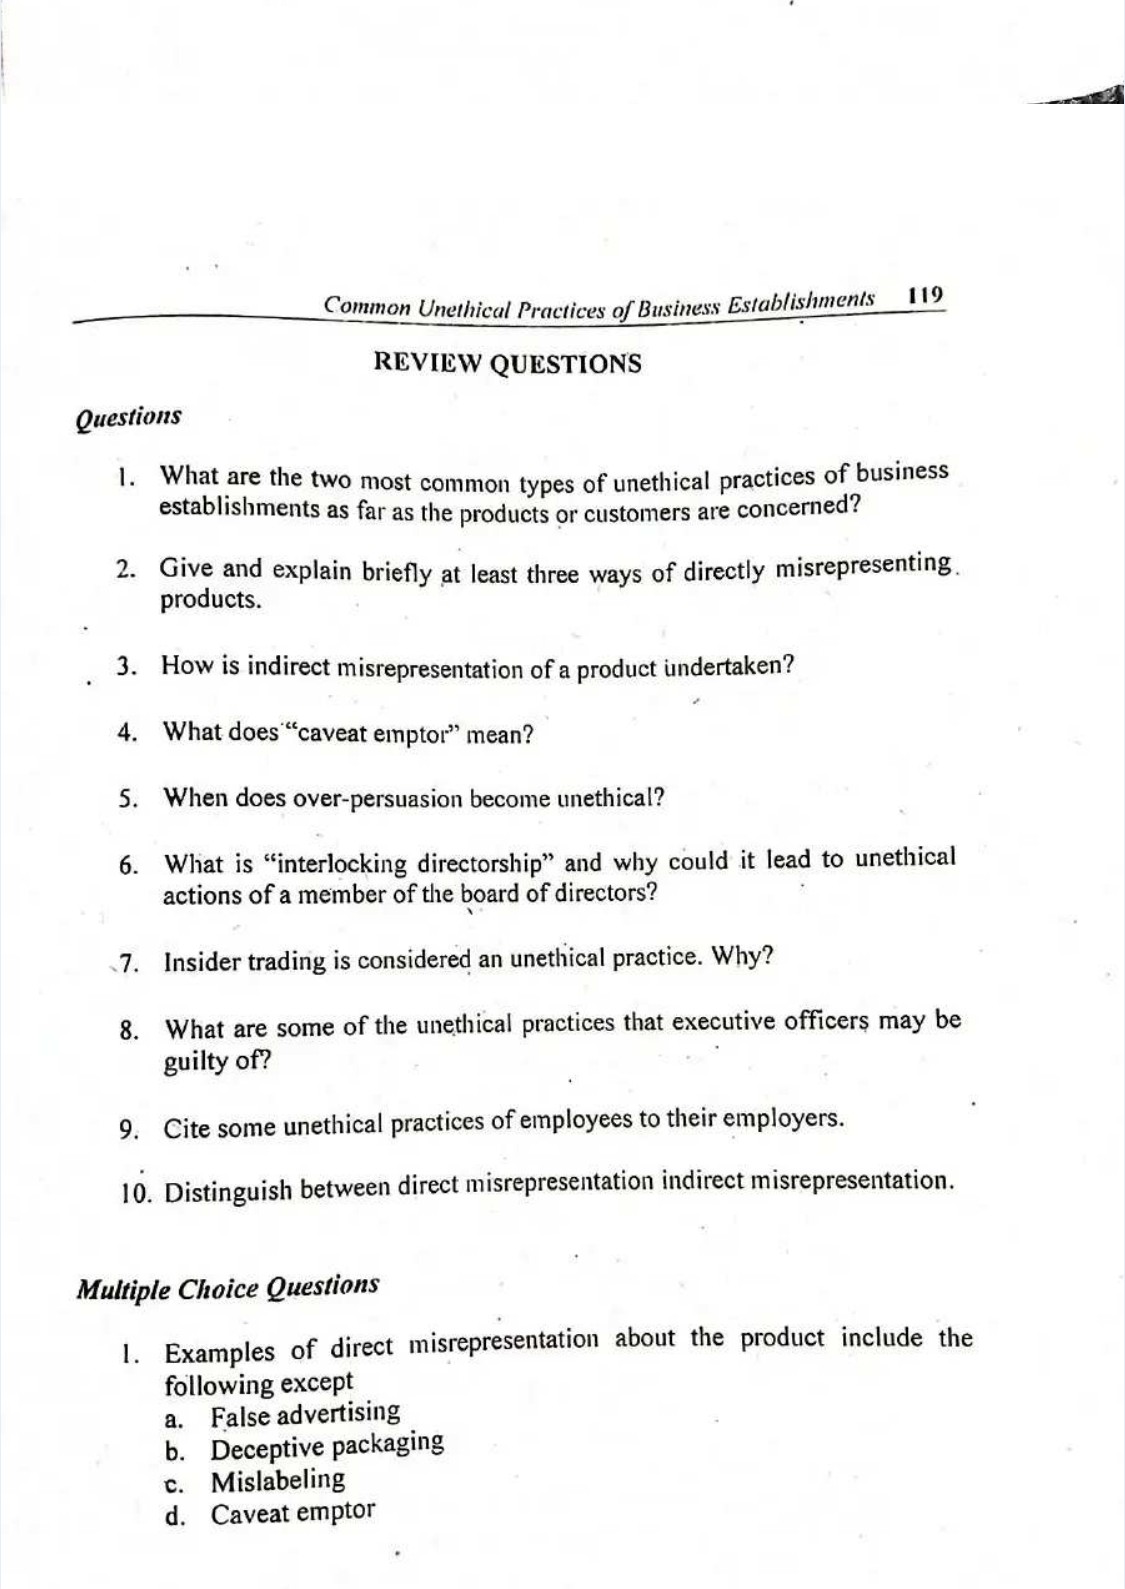 Common Unethical Practices of Business Establishments 119
REVIEW QUESTIONS
Questions
1. What are the two most common types of unethical practices of business
establishments as far as the products or customers are concerned?
2. Give and explain briefly at least three ways of directly misrepresenting
products.
3. How is indirect misrepresentation of a product undertaken?
4. What does “caveat emptor” mean?
5. When does over-persuasion become unethical?
6. What is “interlocking directorship” and why could it lead to unethical
actions of a member of the board of directors?
7. Insider trading is considered an unethical practice. Why?
8. What are some of the unethical practices that executive officers may be
guilty of?
9. Cite some unethical practices of employees to their employers.
10. Distinguish between direct misrepresentation indirect misrepresentation.
Multiple Choice Questions
1. Examples of direct misrepresentation about the product include the
following except
a. False advertising
b. Deceptive packaging
c. Mislabeling
d. Caveat emptor